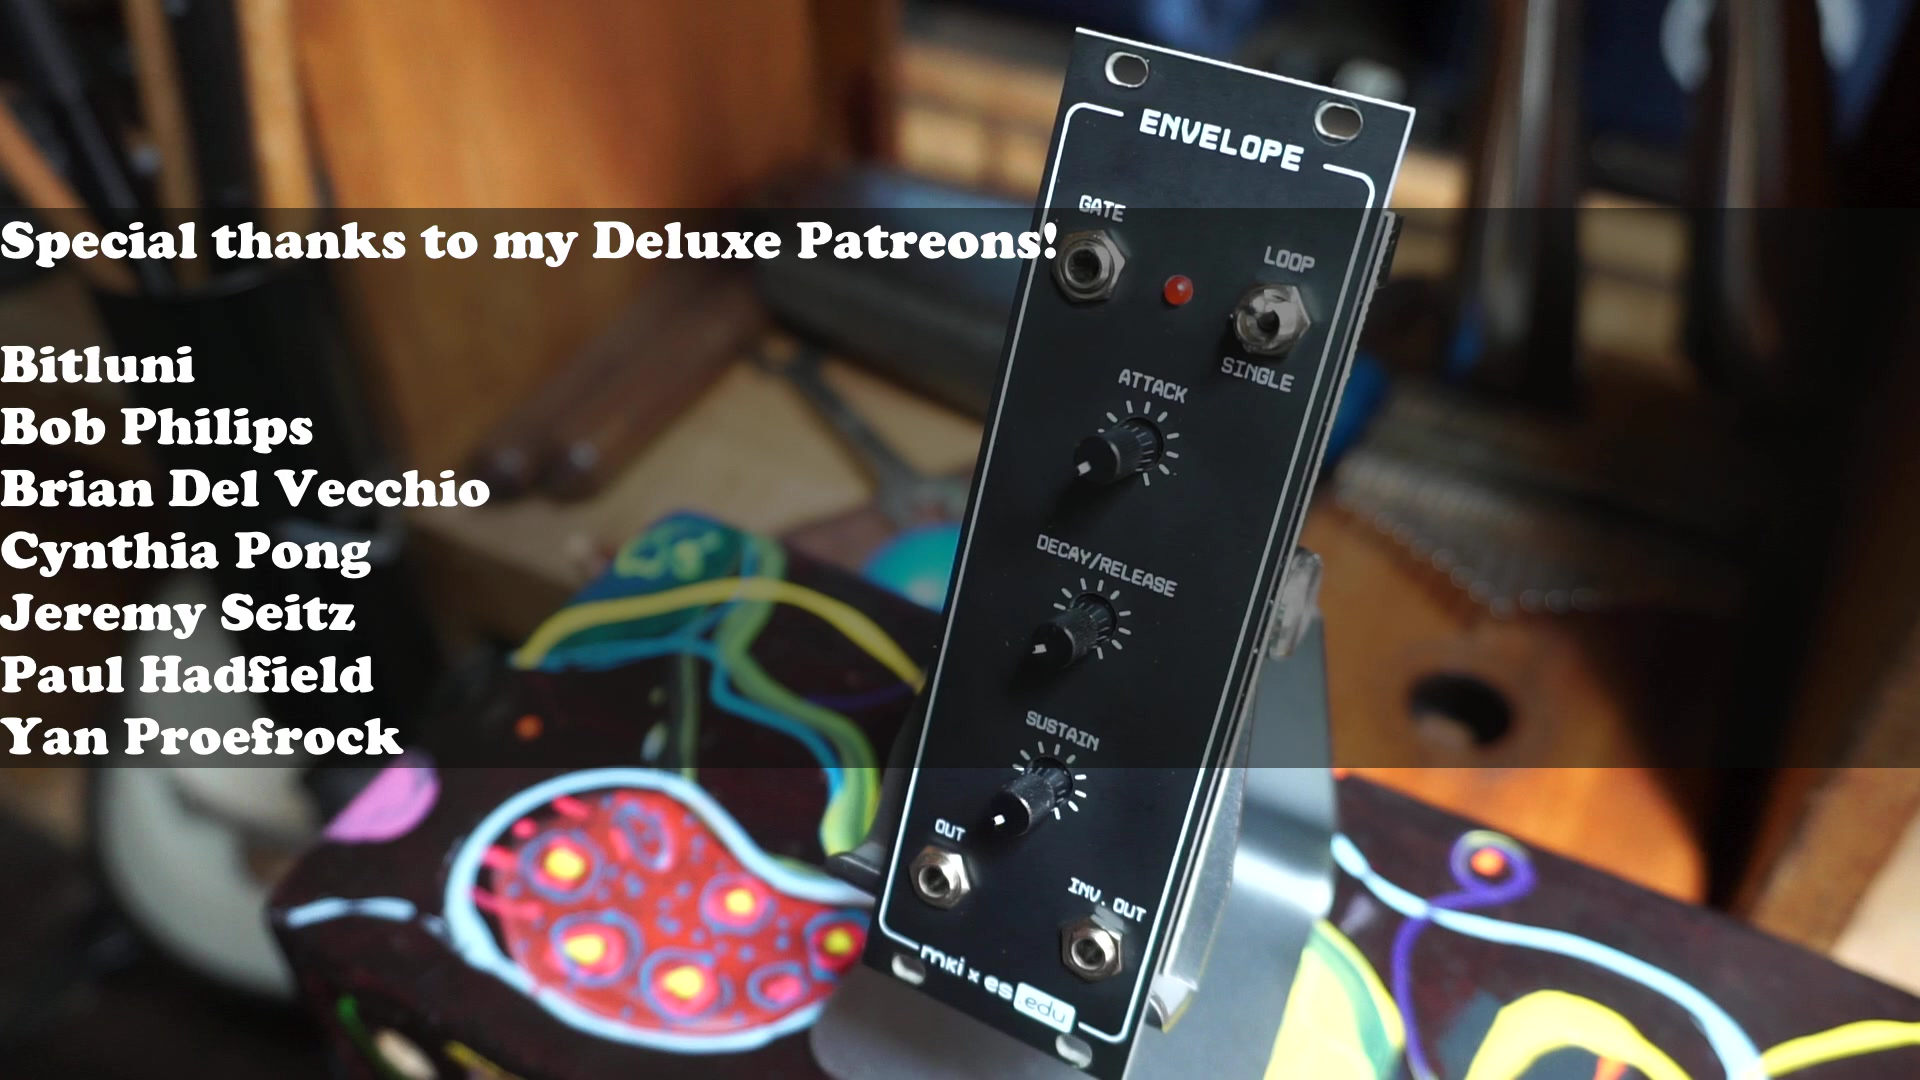 Special thanks to my Deluxe Patreons!
Bitluni
Bob Philips
Brian Del Vecchio
Cynthia Pong
Jeremy Seitz
Paul Hadfield
Yan Proefrock
ENVELOPE
GATE
LOOP
SINGLE
ATTACK
DECAY/RELEASE
SUSTAIN
OUT
INV. OUT
mki x es edu